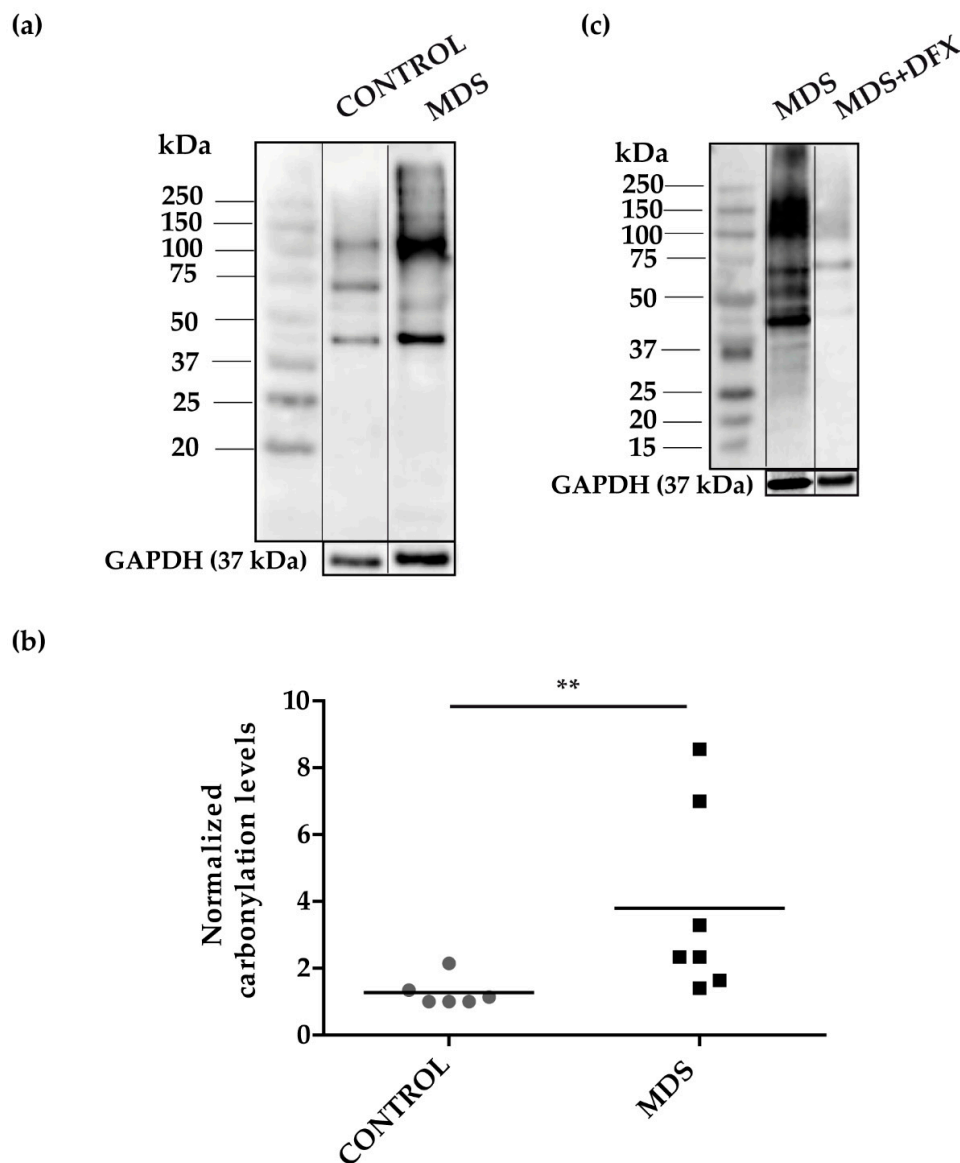 (a)
CONTROL
MDS
kDa
250
150
100
75
50
37
25
20
GAPDH (37 kDa)
(c)
MDS
MDS+DFX
kDa
250
150
100
75
50
37
25
20
15
GAPDH (37 kDa)
(b)
**
Normalized
carbonylation levels
10
8
6
4
2
0
CONTROL
MDS